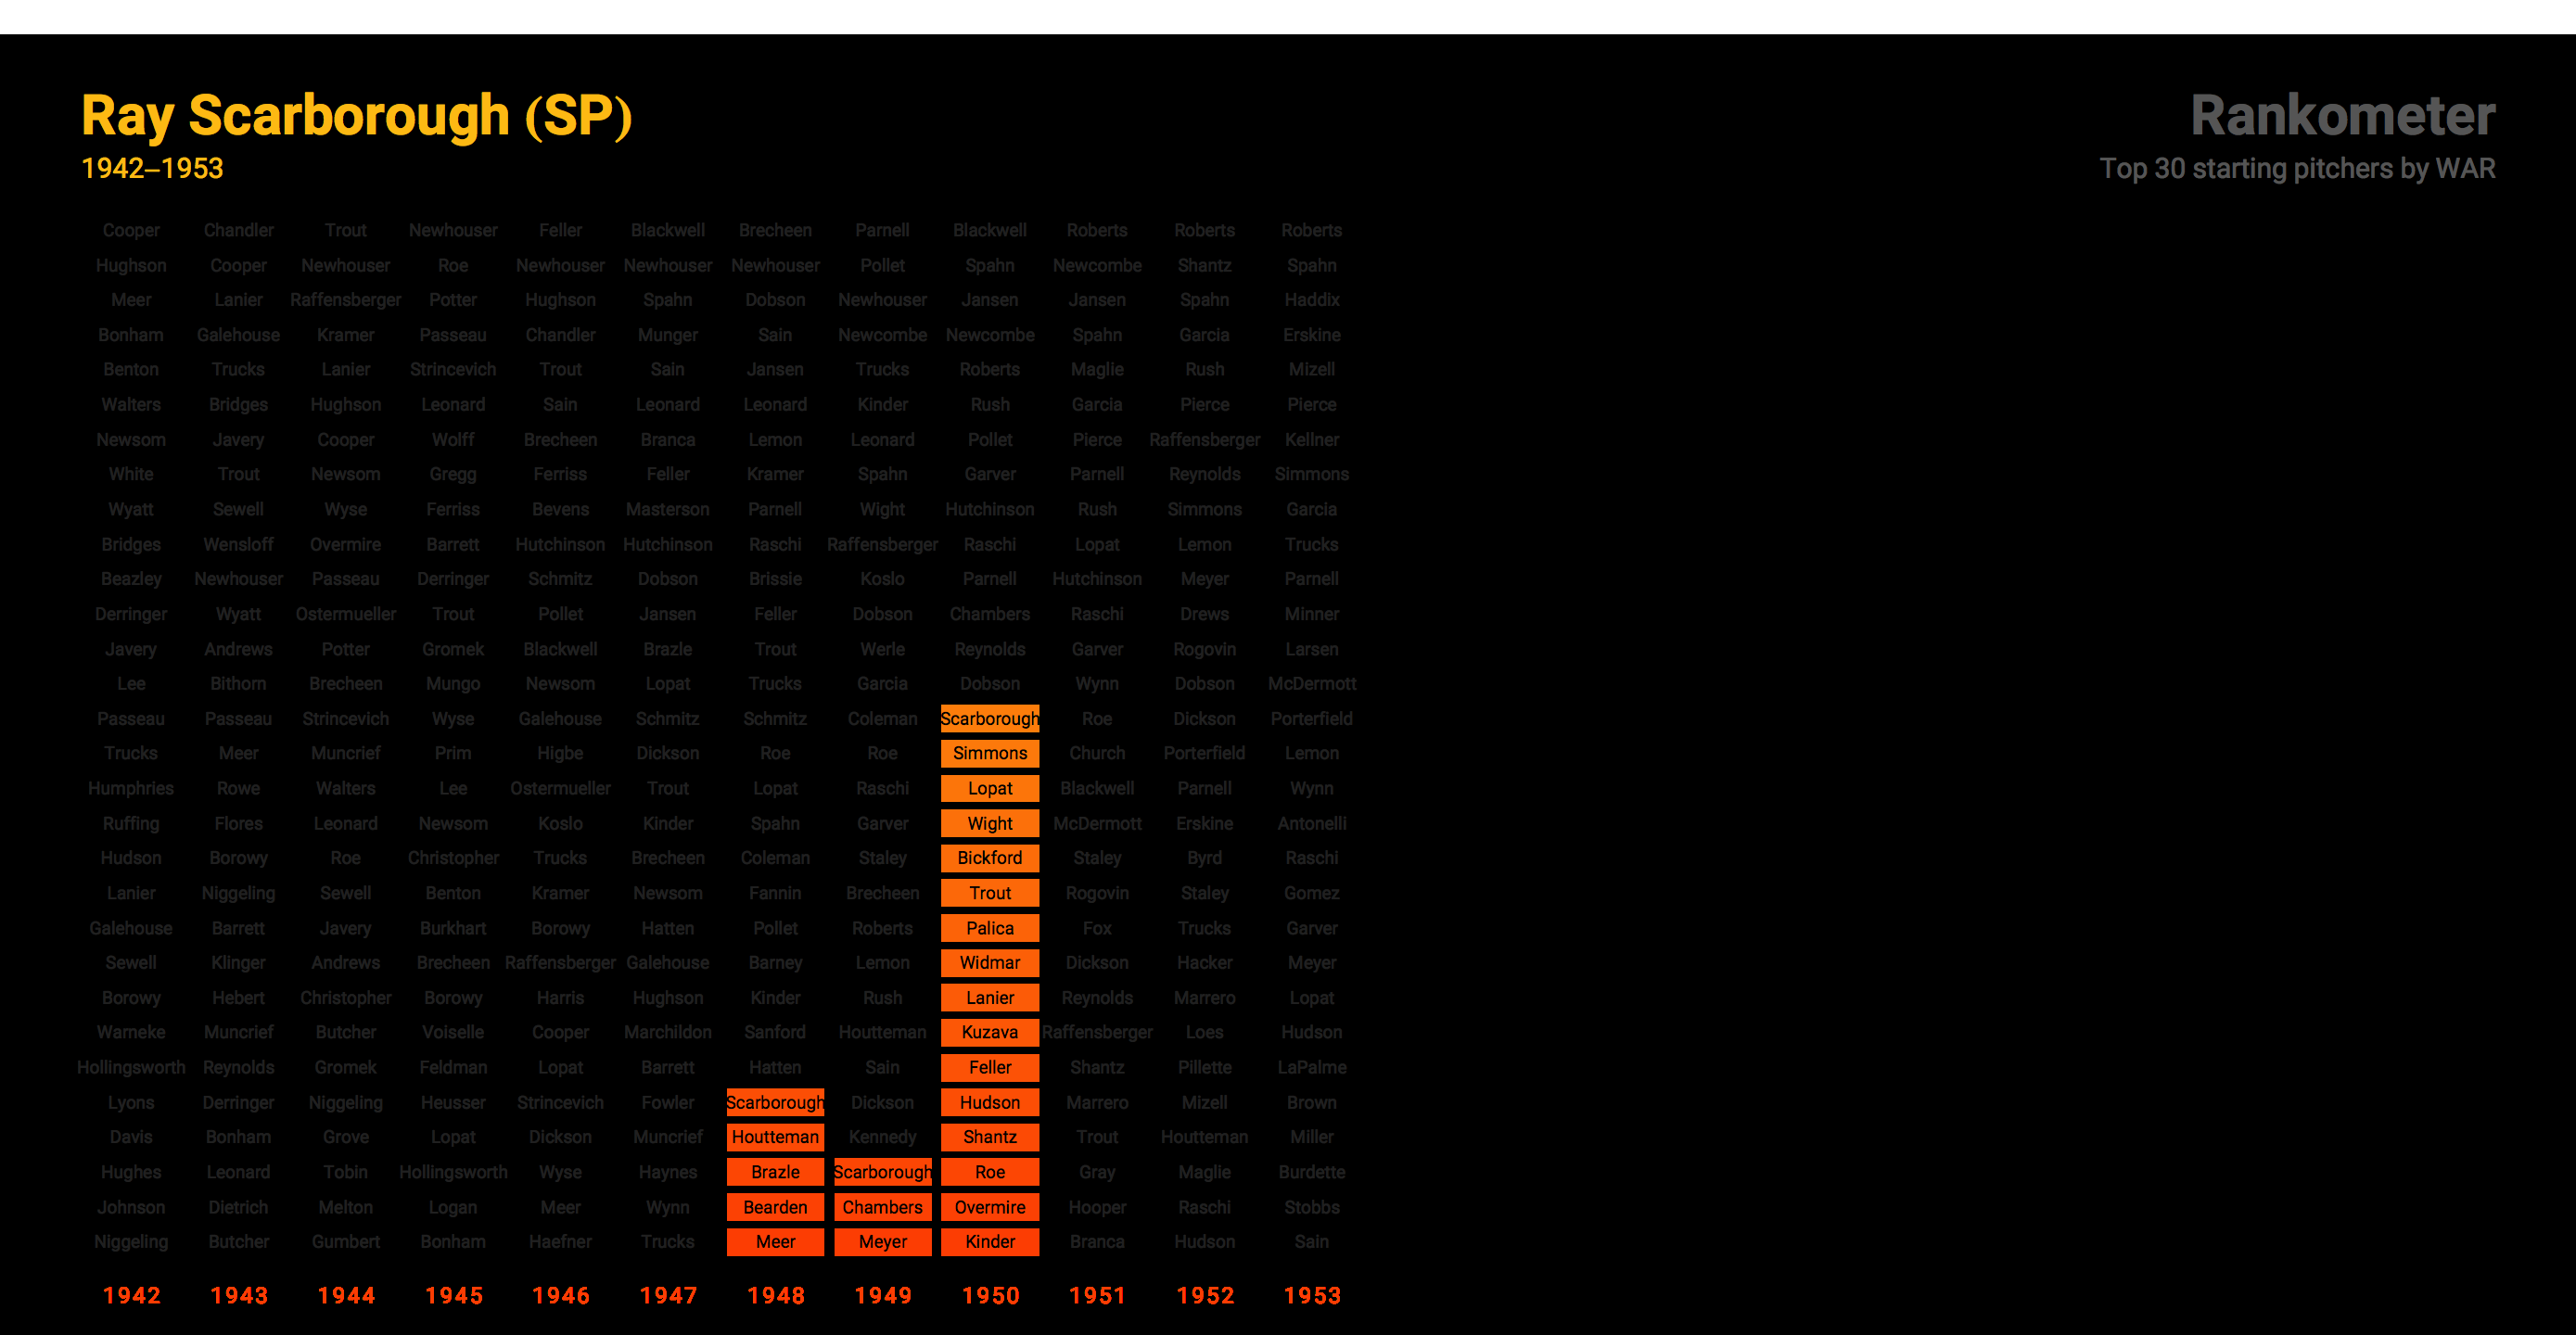 Ray Scarborough (SP)
1942–1953
Rankometer
Top 30 starting pitchers by WAR
Cooper Chandler Trout Newhouser Feller Blackwell Brecheen Parnell Blackwell Roberts Roberts Roberts
Hughson Cooper Newhouser Roe Newhouser Newhouser Newhouser Pollet Spahn Newcombe Shantz Spahn
Meer Lanier Raffensberger Potter Hughson Spahn Dobson Newhouser Jansen Jansen Spahn Haddix
Bonham Galehouse Kramer Passeau Chandler Munger Sain Newcombe Newcombe Spahn Garcia Erskine
Benton Trucks Lanier Strincevich Trout Sain Jansen Trucks Roberts Maglie Rush Mizell
Walters Bridges Hughson Leonard Sain Leonard Leonard Kinder Rush Garcia Pierce Pierce
Newsom Javery Cooper Wolff Brecheen Branca Lemon Leonard Pollet Pierce Raffensberger Kellner
White Trout Newsom Gregg Ferriss Feller Kramer Spahn Garver Parnell Reynolds Simmons
Wyatt Sewell Wyse Ferriss Bevens Masterson Parnell Wight Hutchinson Rush Simmons Garcia
Bridges Wensloff Overmire Barrett Hutchinson Hutchinson Raschi Raffensberger Raschi Lopat Lemon Trucks
Beazley Newhouser Passeau Derringer Schmitz Dobson Brissie Koslo Parnell Hutchinson Meyer Parnell
Derringer Wyatt Ostermueller Trout Pollet Jansen Feller Dobson Chambers Raschi Drews Minner
Javery Andrews Potter Gromek Blackwell Brazle Trout Werle Reynolds Garver Rogovin Larsen
Lee Bithorn Brecheen Mungo Newsom Lopat Trucks Garcia Dobson Wynn Dobson McDermott
Passeau Passeau Strincevich Wyse Galehouse Schmitz Schmitz Coleman Scarborough Roe Dickson Porterfield
Trucks Meer Muncrief Prim Higbe Dickson Roe Roe Simmons Church Porterfield Lemon
Humphries Rowe Walters Lee Ostermueller Trout Lopat Raschi Lopat Blackwell Parnell Wynn
Ruffing Flores Leonard Newsom Koslo Kinder Spahn Garver Wight McDermott Erskine Antonelli
Hudson Borowy Roe Christopher Trucks Brecheen Coleman Staley Bickford Staley Byrd Raschi
Lanier Niggeling Sewell Benton Kramer Newsom Fannin Brecheen Trout Rogovin Staley Gomez
Galehouse Barrett Javery Burkhart Borowy Hatten Pollet Roberts Palica Fox Trucks Garver
Sewell Klinger Andrews Brecheen Raffensberger Galehouse Barney Lemon Widmar Dickson Hacker Meyer
Borowy Hebert Christopher Borowy Harris Hughson Kinder Rush Lanier Reynolds Marrero Lopat
Warneke Muncrief Butcher Voiselle Cooper Marchildon Sanford Houtteman Kuzava Raffensberger Loes Hudson
Hollingsworth Reynolds Gromek Feldman Lopat Barrett Hatten Sain Feller Shantz Pillette LaPalme
Lyons Derringer Niggeling Heusser Strincevich Fowler Scarborough Dickson Hudson Marrero Mizell Brown
Davis Bonham Grove Lopat Dickson Muncrief Houtteman Kennedy Shantz Trout Houtteman Miller
Hughes Leonard Tobin Hollingsworth Wyse Haynes Brazle Scarborough Roe Gray Maglie Burdette
Johnson Dietrich Melton Logan Meer Wynn Bearden Chambers Overmire Hooper Raschi Stobbs
Niggeling Butcher Gumbert Bonham Haefner Trucks Meer Meyer Kinder Branca Hudson Sain
1942 1943 1944 1945 1946 1947 1948 1949 1950 1951 1952 1953